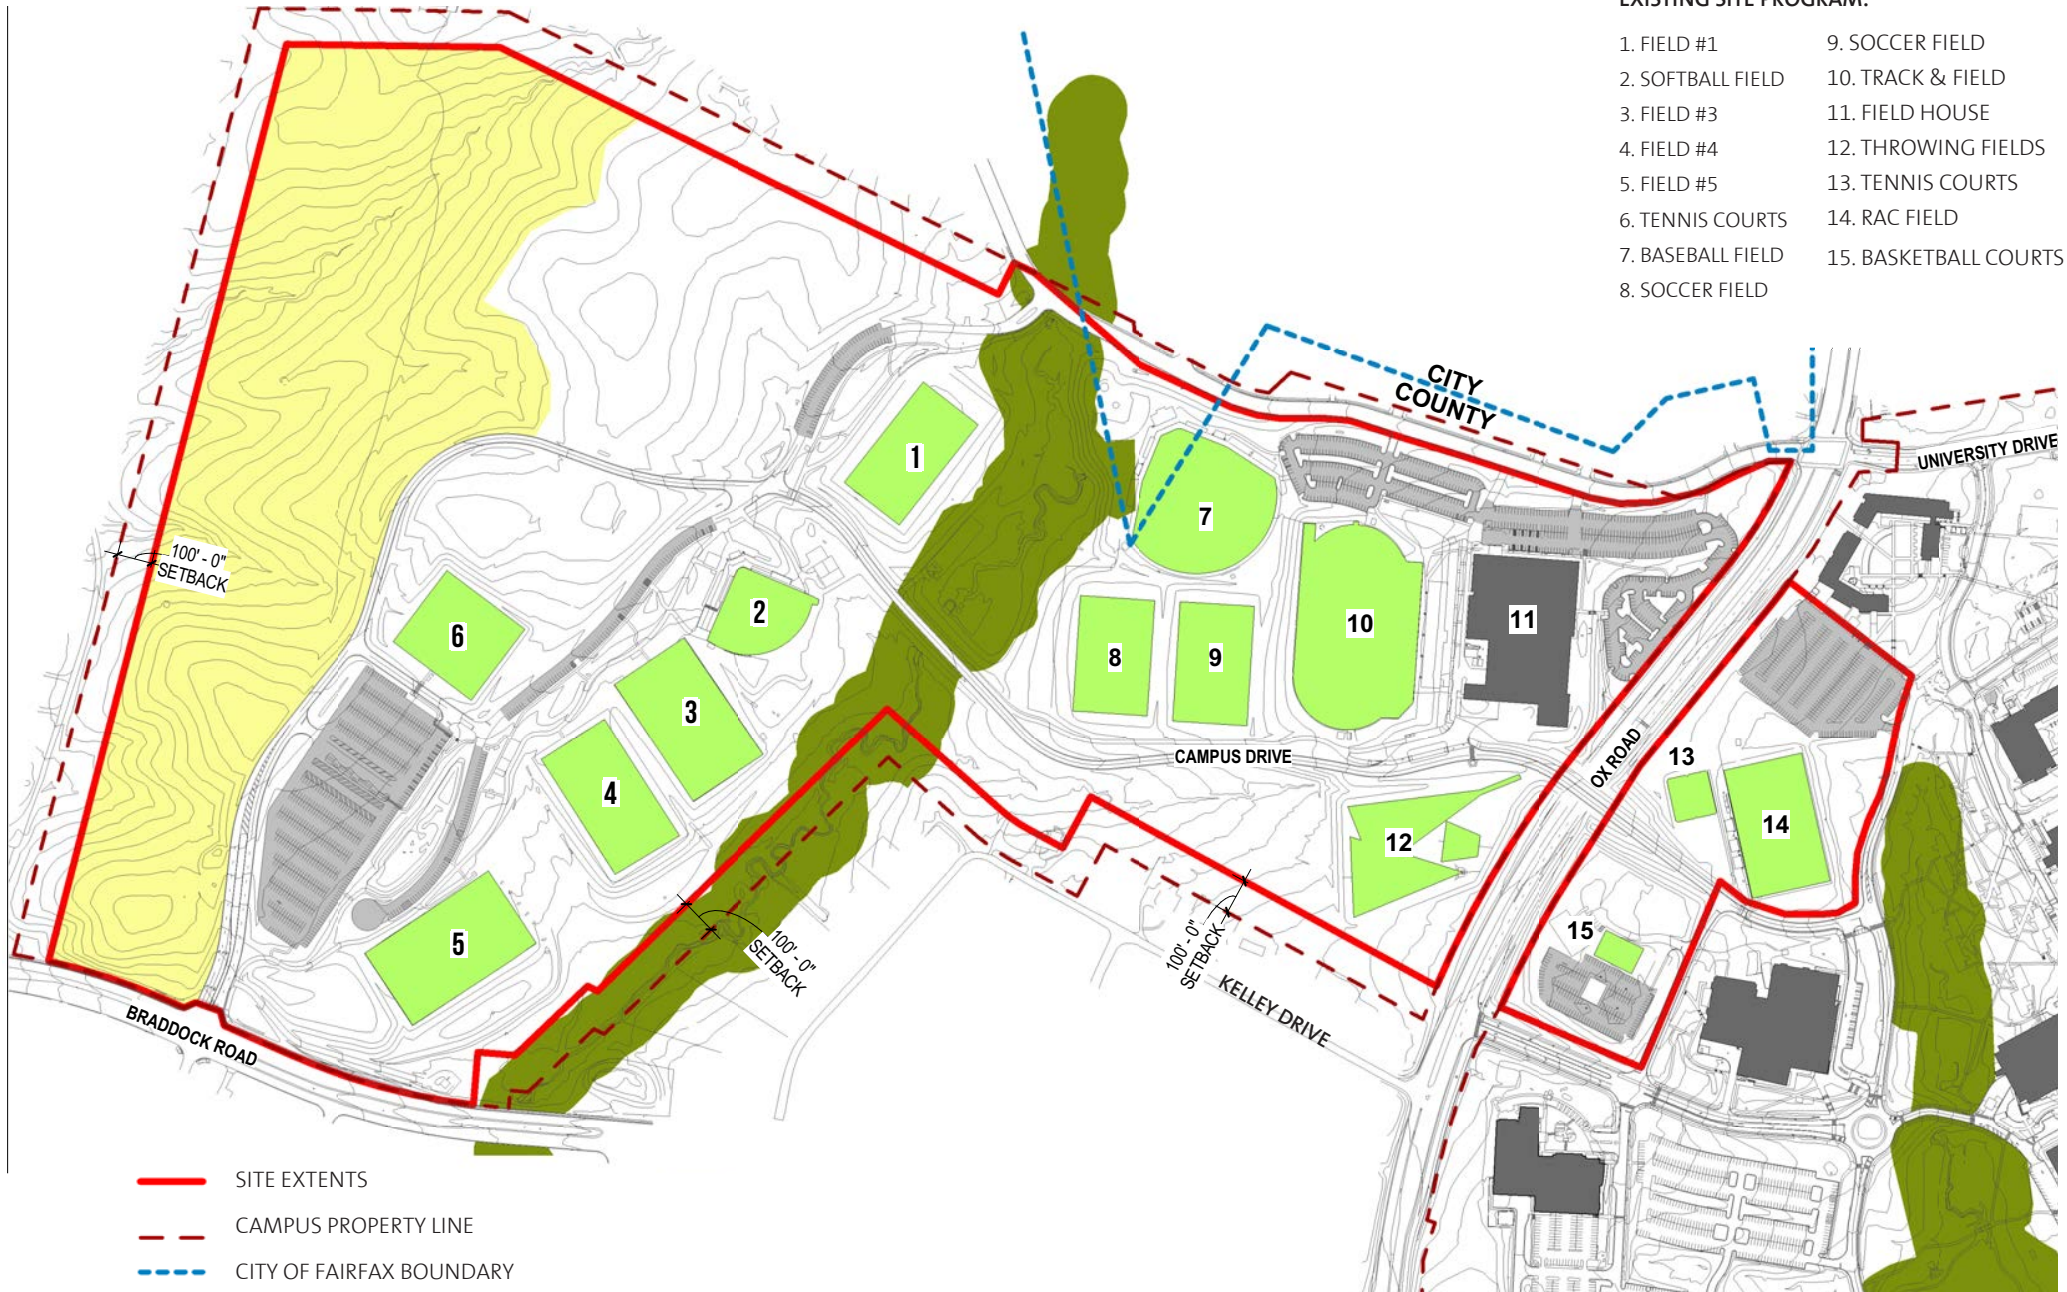 EXISTING SITE PROGRAM:
1. FIELD #1
2. SOFTBALL FIELD
3. FIELD #3
4. FIELD #4
5. FIELD #5
6. TENNIS COURTS
7. BASEBALL FIELD
8. SOCCER FIELD
9. SOCCER FIELD
10. TRACK & FIELD
11. FIELD HOUSE
12. THROWING FIELDS
13. TENNIS COURTS
14. RAC FIELD
15. BASKETBALL COURTS
CITY
COUNTY
UNIVERSITY DRIVE
1
7
100' - 0"
SETBACK
2
6
8
9
10
11
3
OX ROAD
CAMPUS DRIVE
13
4
12
14
5
15
100' - 0"
SETBACK
100' - 0"
SETBACK
KELLEY DRIVE
BRADDOCK ROAD
SITE EXTENTS
CAMPUS PROPERTY LINE
CITY OF FAIRFAX BOUNDARY